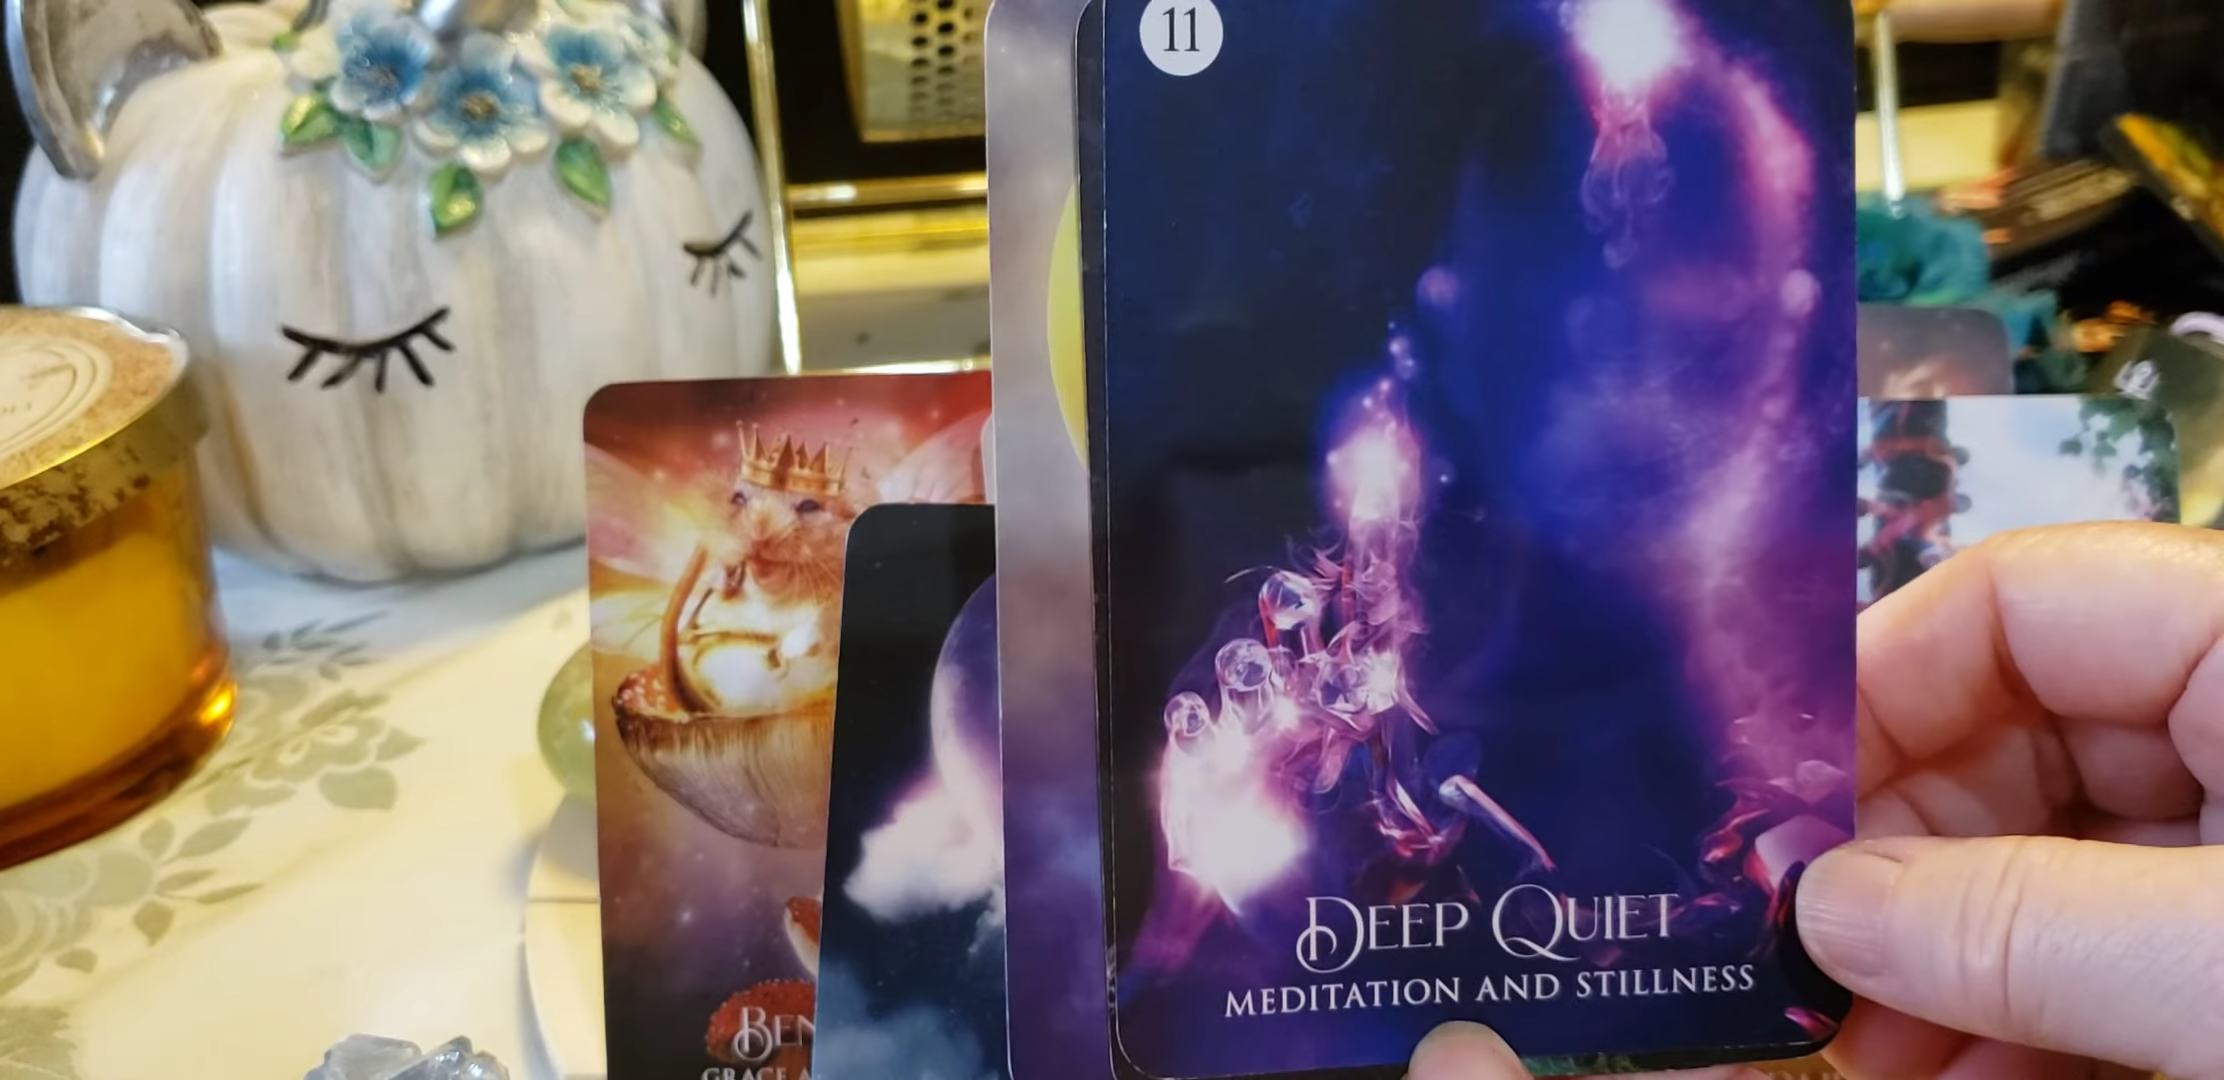 11
DEEP QUIET
MEDITATION AND STILLNESS
BEN
GRACE A